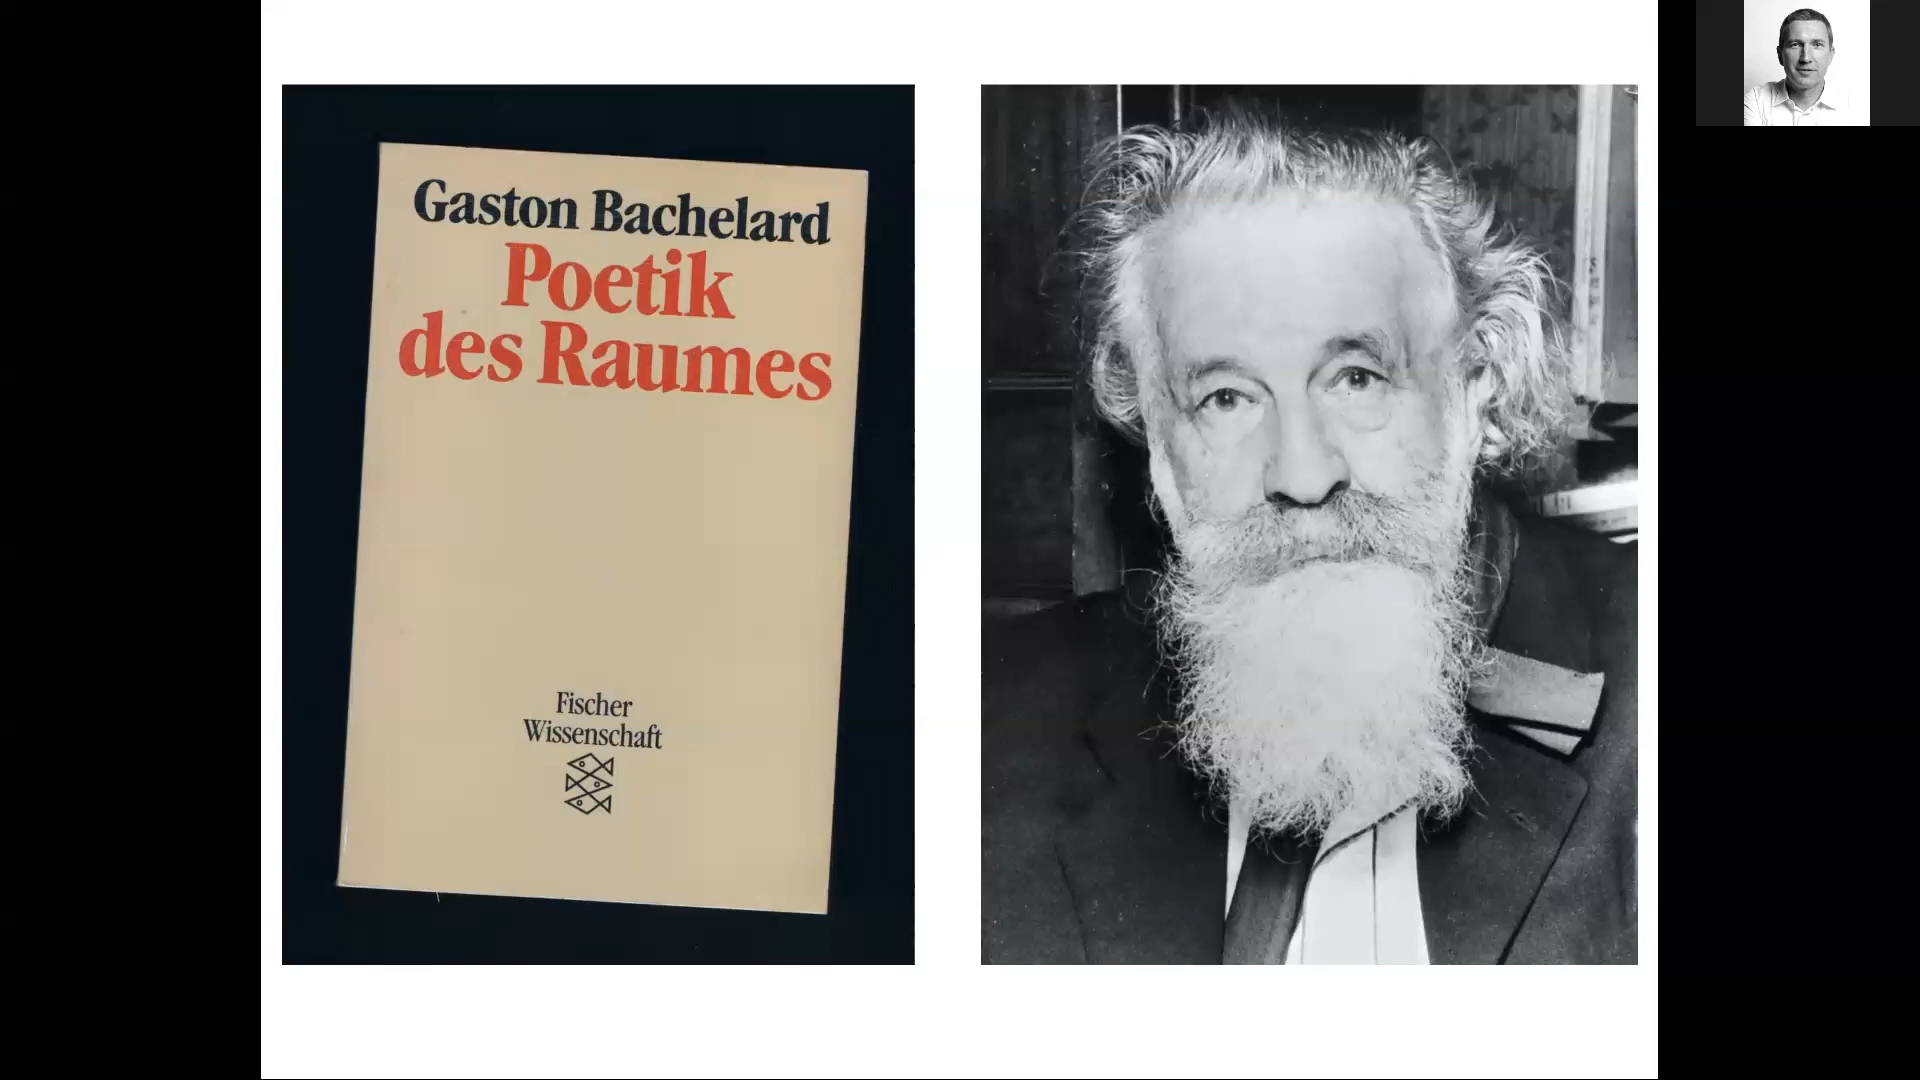 Gaston Bachelard
Poetik
des Raumes
Fischer
Wissenschaft